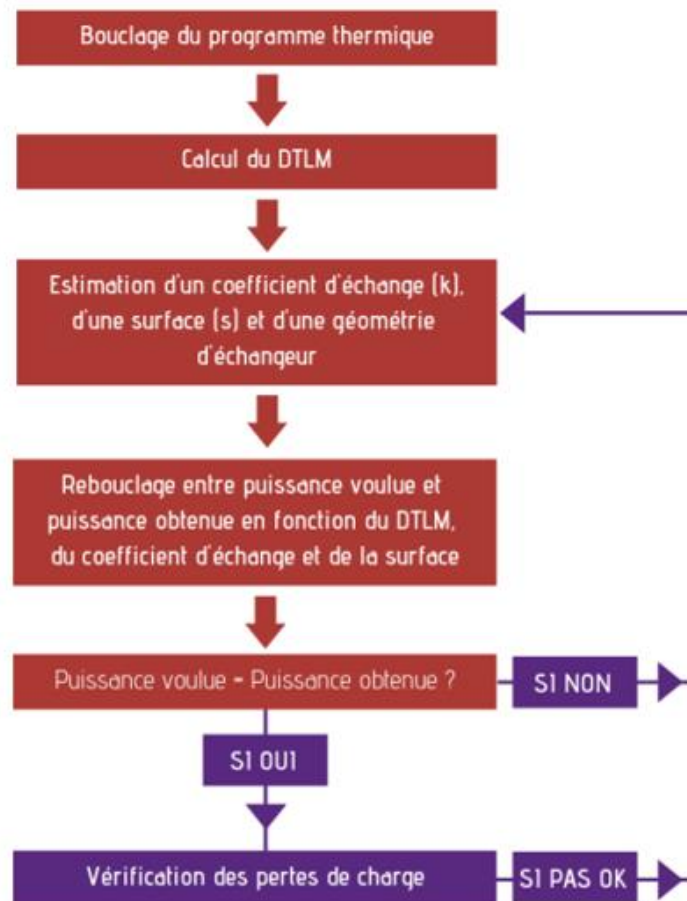 Bouclage du programme thermique
Calcul du DTLM
Estimation d'un coefficient d'échange (k),
d'une surface (s) et d'une géométrie
d'échangeur
Rebouclage entre puissance voulue et
puissance obtenue en fonction du DTLM,
du coefficient d'échange et de la surface
Puissance voulue - Puissance obtenue ?
SI NON
SI OUI
Vérification des pertes de charge
SI PAS OK